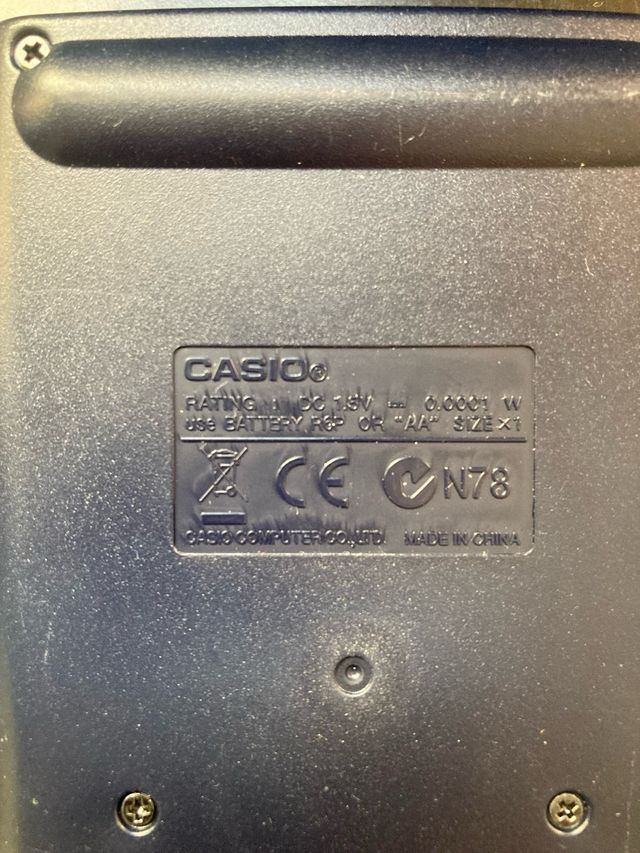 CASIO®
RATING : DC 1.5V ⎓ 0.0001 W
use BATTERY R6P OR "AA" SIZE×1
CE N78
CASIO COMPUTER CO.,LTD. MADE IN CHINA